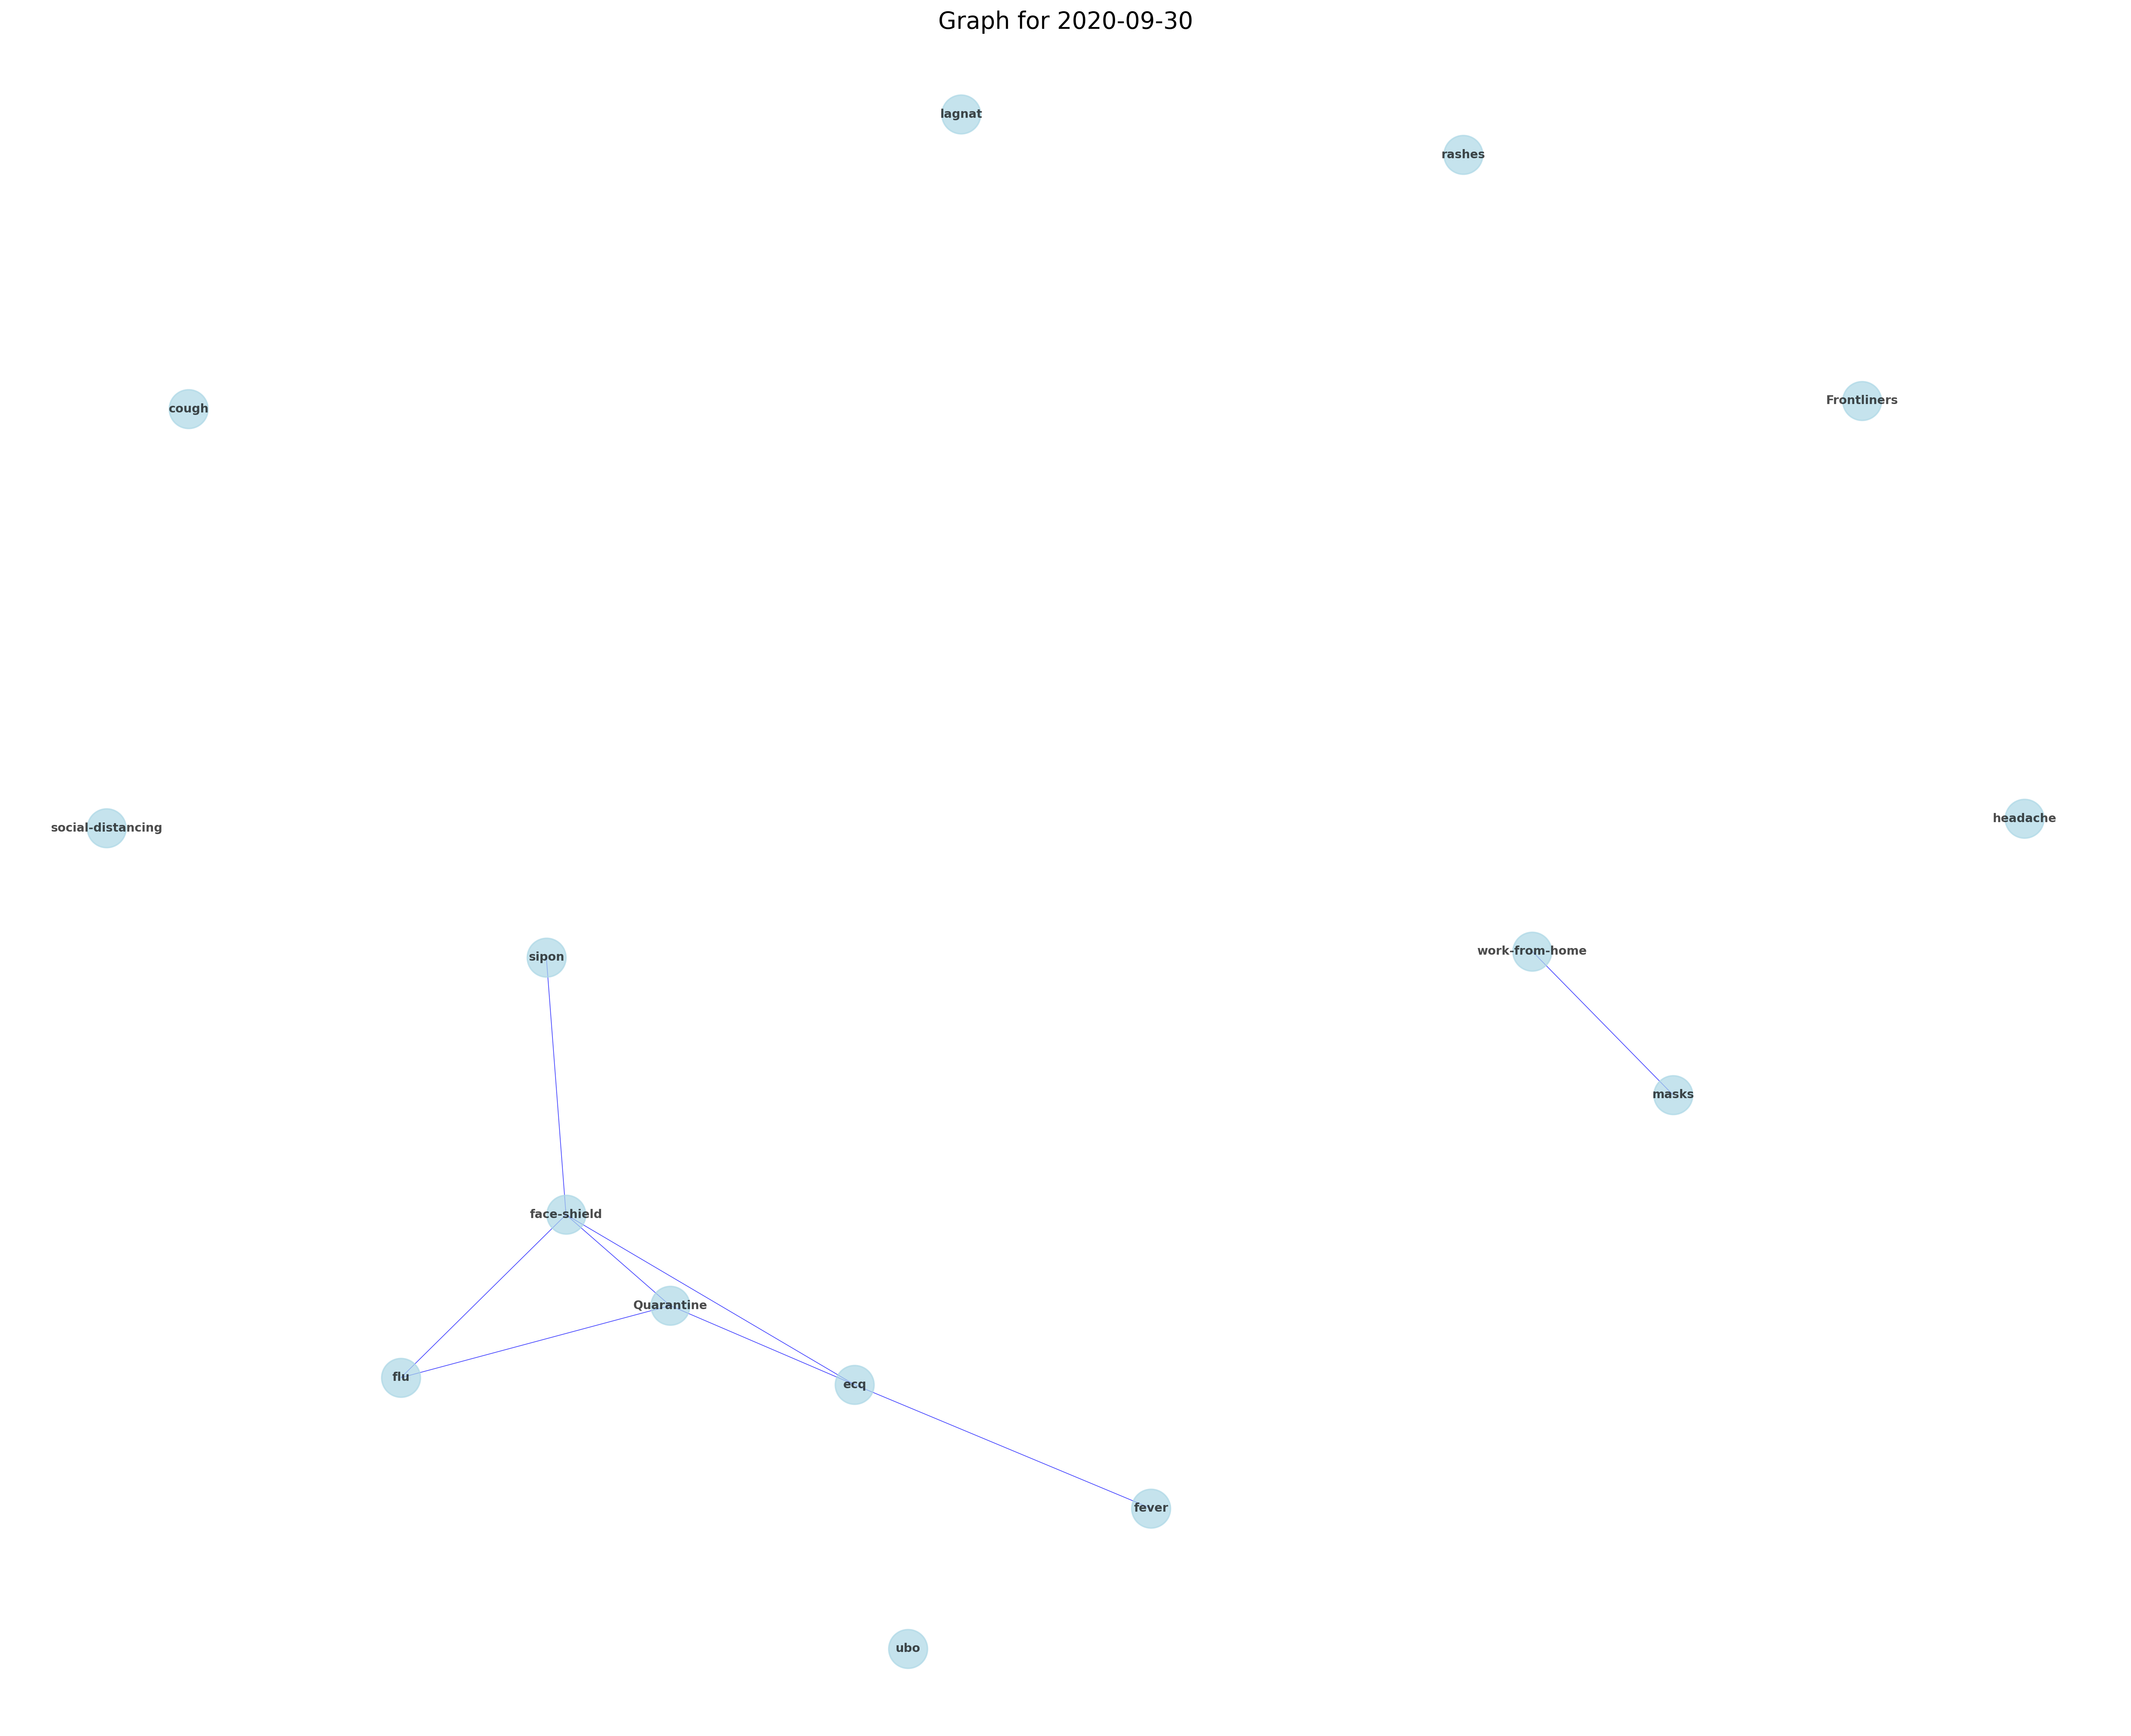 Graph for 2020-09-30
lagnat
rashes
Frontliners
cough
headache
social-distancing
work-from-home
sipon
masks
face-shield
Quarantine
flu
ecq
fever
ubo